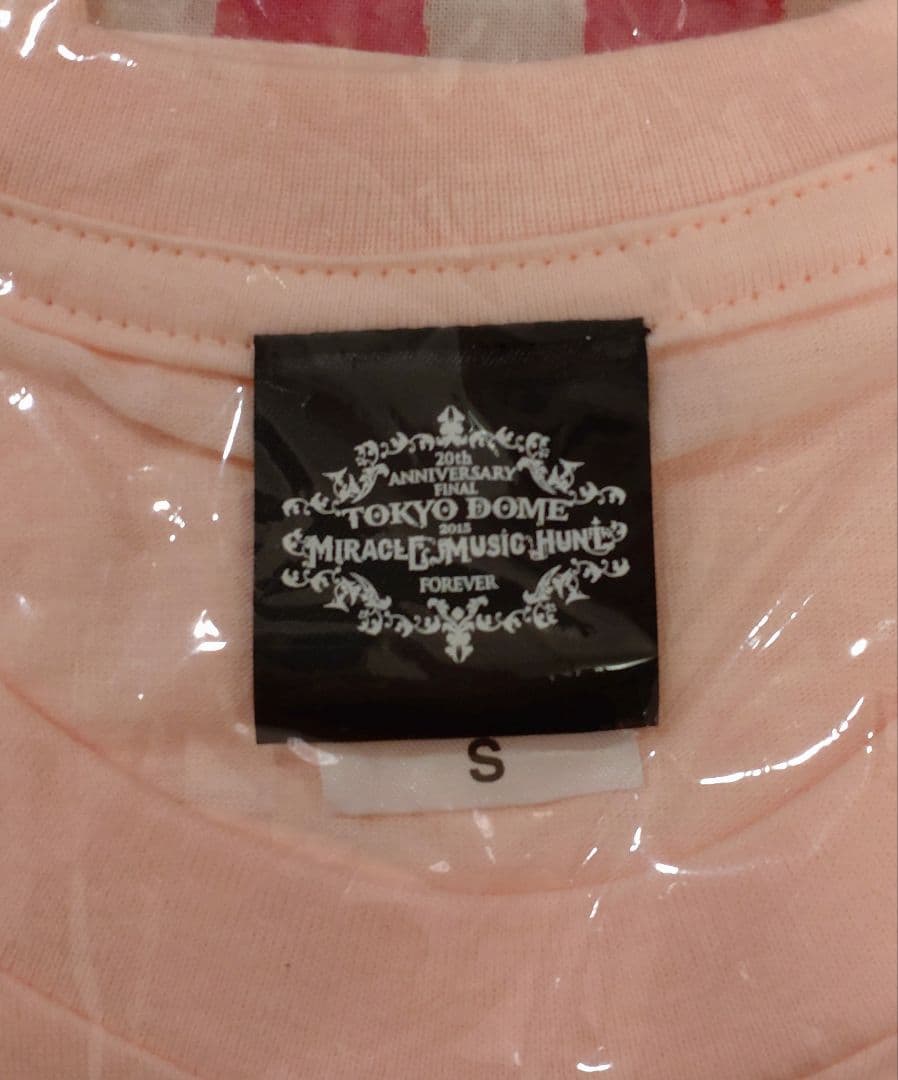 20th
ANNIVERSARY
FINAL
TOKYO DOME
2015
MIRACLE MUSIC HUNT
FOREVER
S